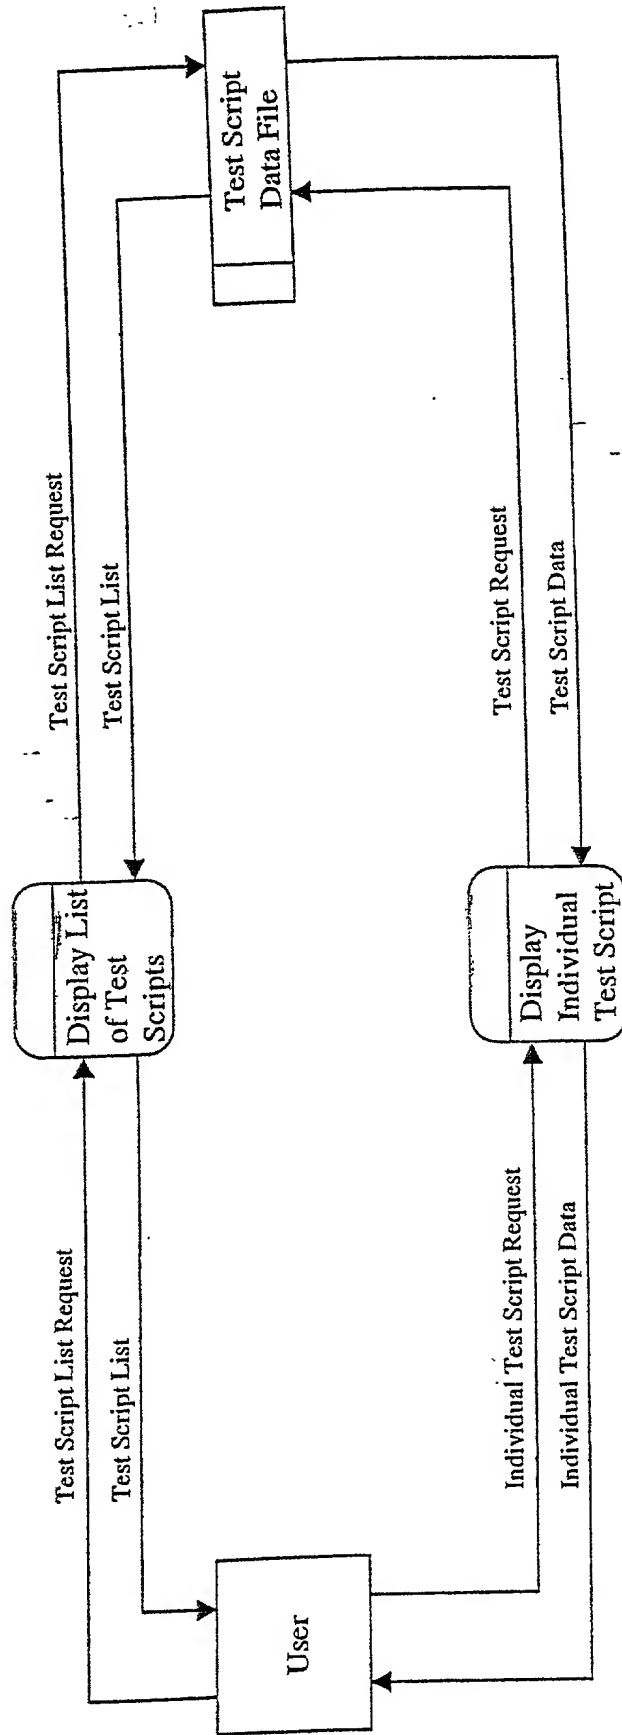 Test Script List Request
Test Script List
Test Script List Request
Test Script List
User
Display List
of Test
Scripts
Test Script
Data File
Individual Test Script Request
Individual Test Script Data
Display
Individual
Test Script
Test Script Request
Test Script Data